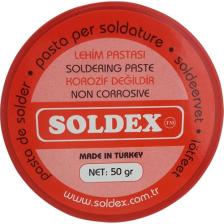 pasta de solder • pasta per soldature • soldeervet • lötfeet
LEHİM PASTASI
SOLDERING PASTE
KOROZİF DEĞİLDİR
NON CORROSIVE
SOLDEX TM
MADE IN TURKEY
NET: 50 gr
www.soldex.com.tr